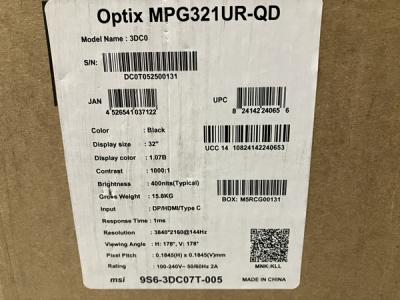 Optix MPG321UR-QD
Model Name : 3DC0
S/N:
DC0T052500131
JAN
4 526541 037122
UPC
8 24142 24065 6
Color : Black
Display size : 32"
Display color : 1.07B
Contrast : 1000:1
Brightness : 400nits(Typical)
Gross Weight : 15.8KG
Input : DP/HDMI/Type C
Response Time : 1ms
Resolution : 3840*2160@144Hz
Viewing Angle : H: 178°, V: 178°
Pixel Pitch : 0.1845(H) x 0.1845(V)mm
Rating : 100-240V~ 50/60Hz 2A
UCC 14 10824142240653
BOX: M5RCG00131
MNK:KLL
msi 9S6-3DC07T-005
MADE IN CHINA